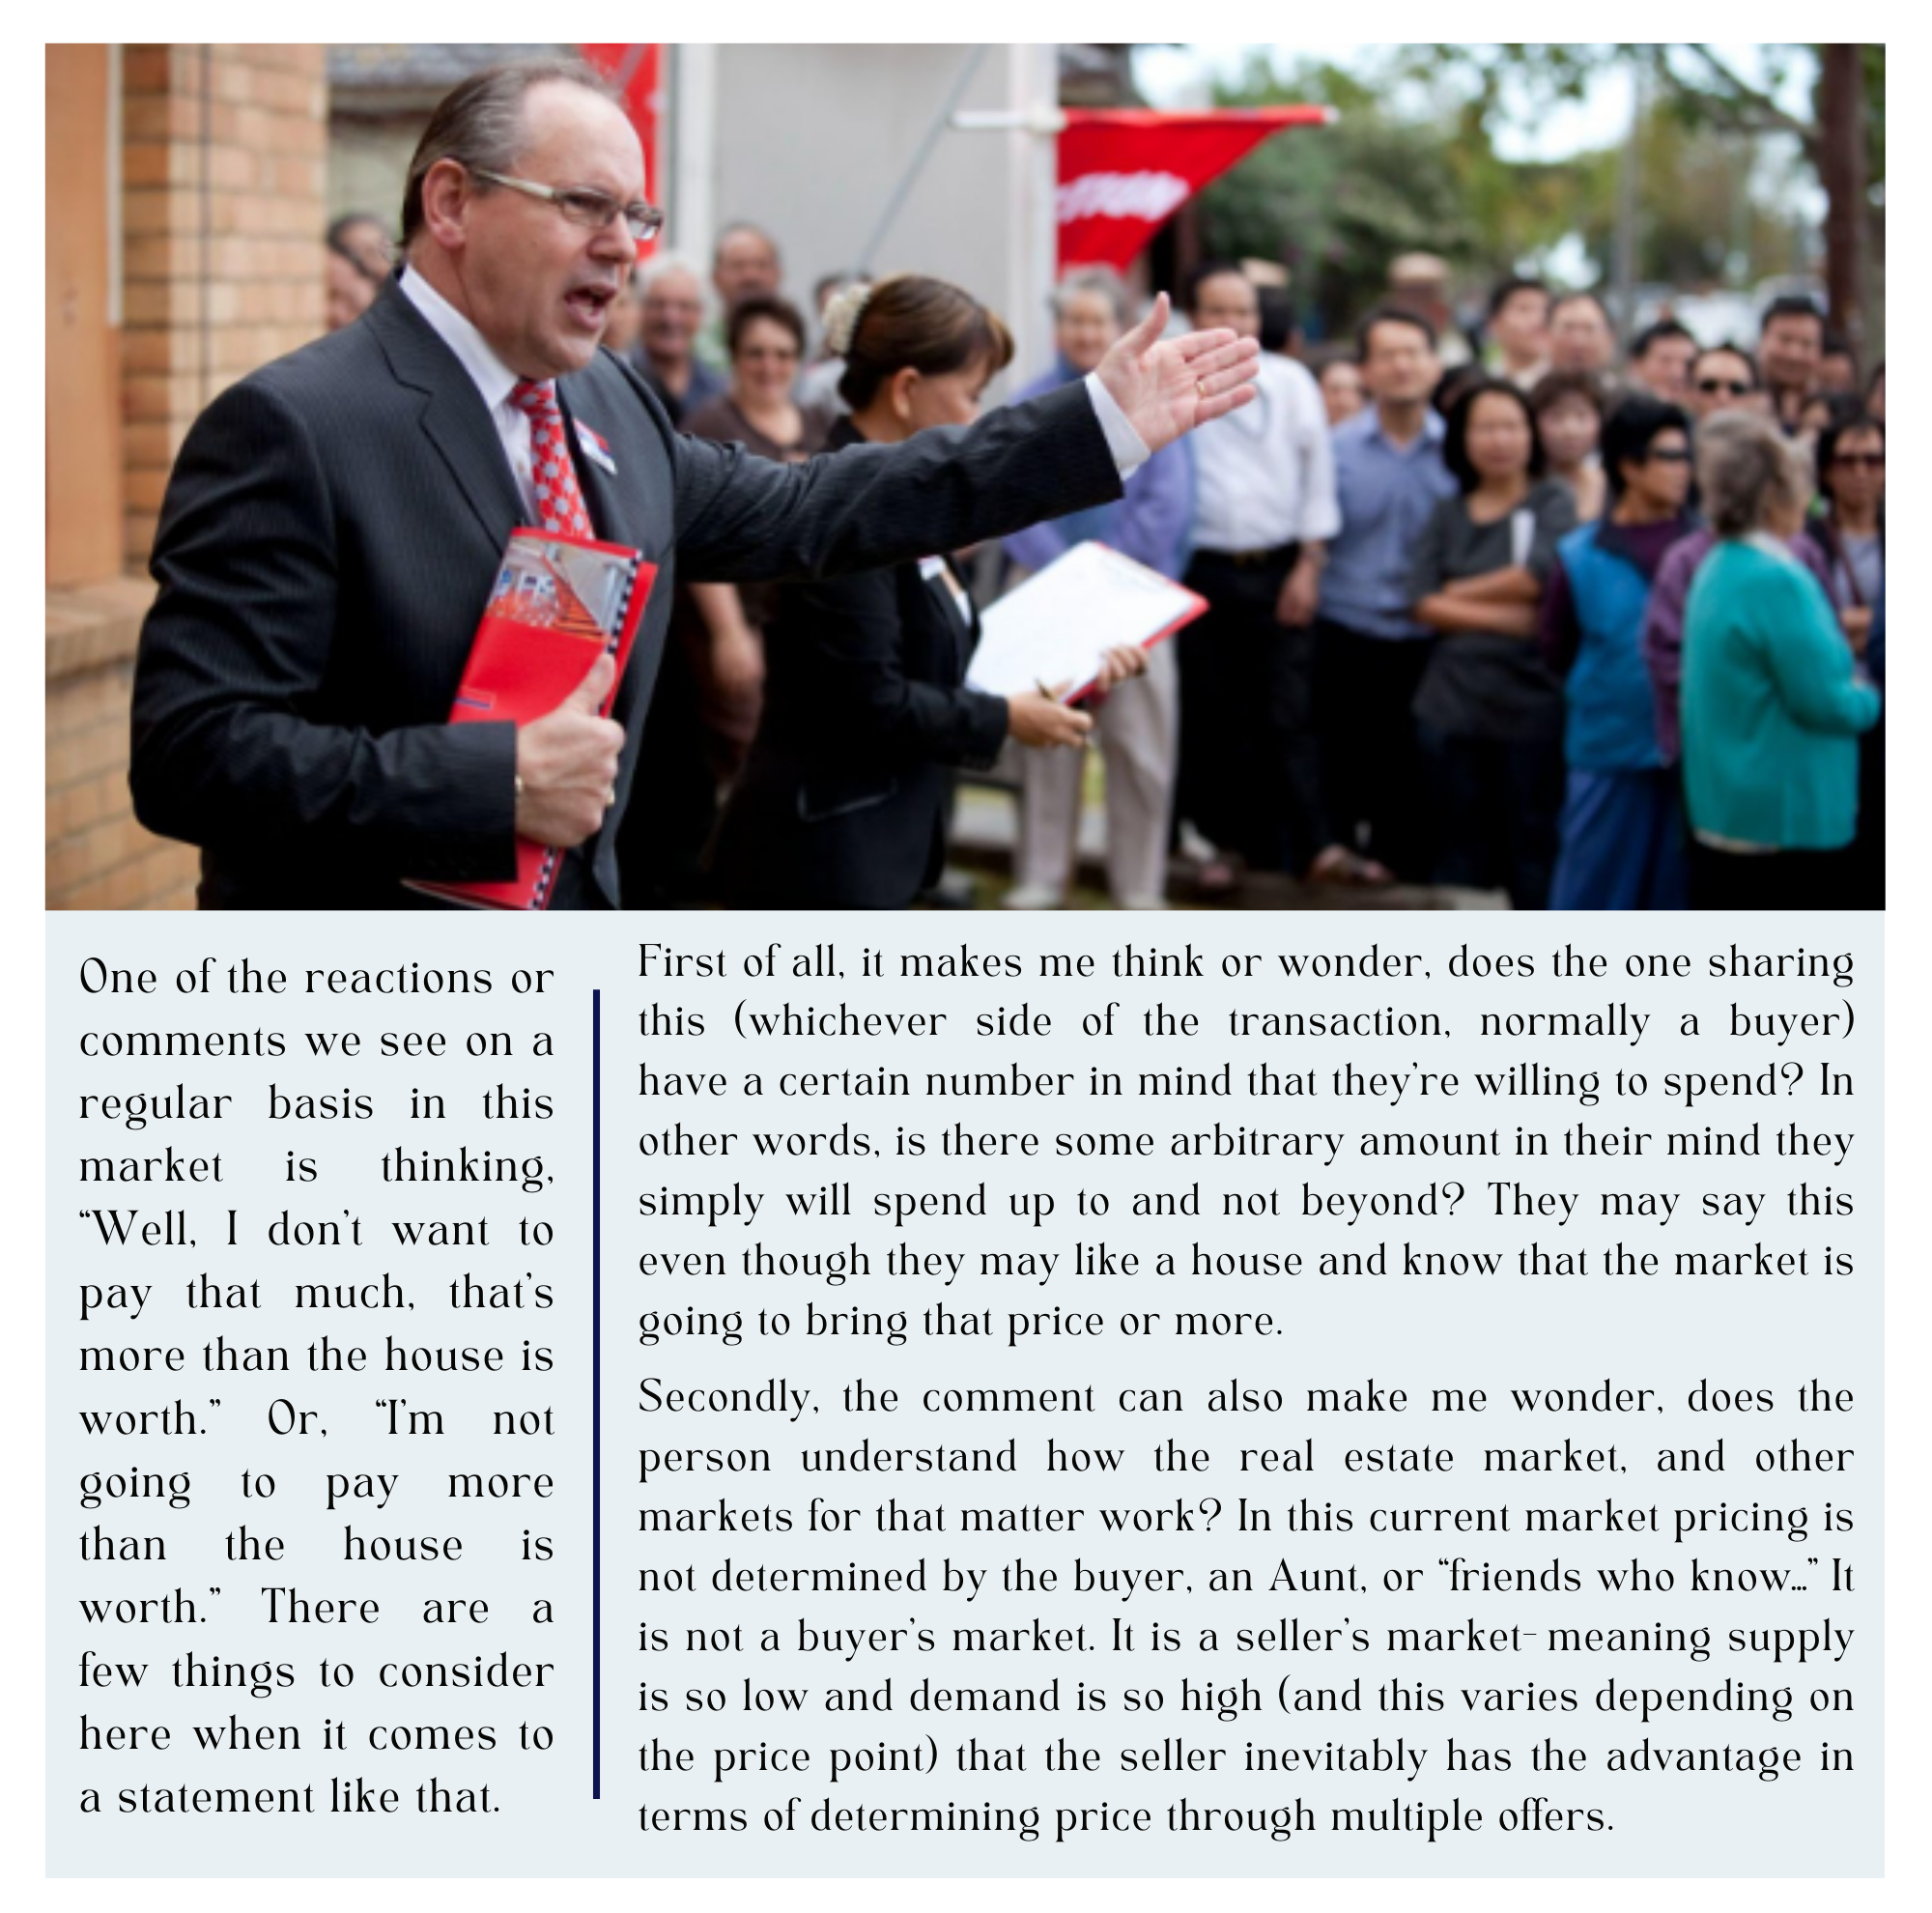 One of the reactions or
comments we see on a
regular basis in this
market is thinking,
“Well, I don’t want to
pay that much, that’s
more than the house is
worth.” Or, “I’m not
going to pay more
than the house is
worth.” There are a
few things to consider
here when it comes to
a statement like that.
First of all, it makes me think or wonder, does the one sharing
this (whichever side of the transaction, normally a buyer)
have a certain number in mind that they’re willing to spend? In
other words, is there some arbitrary amount in their mind they
simply will spend up to and not beyond? They may say this
even though they may like a house and know that the market is
going to bring that price or more.
Secondly, the comment can also make me wonder, does the
person understand how the real estate market, and other
markets for that matter work? In this current market pricing is
not determined by the buyer, an Aunt, or “friends who know...” It
is not a buyer’s market. It is a seller’s market- meaning supply
is so low and demand is so high (and this varies depending on
the price point) that the seller inevitably has the advantage in
terms of determining price through multiple offers.